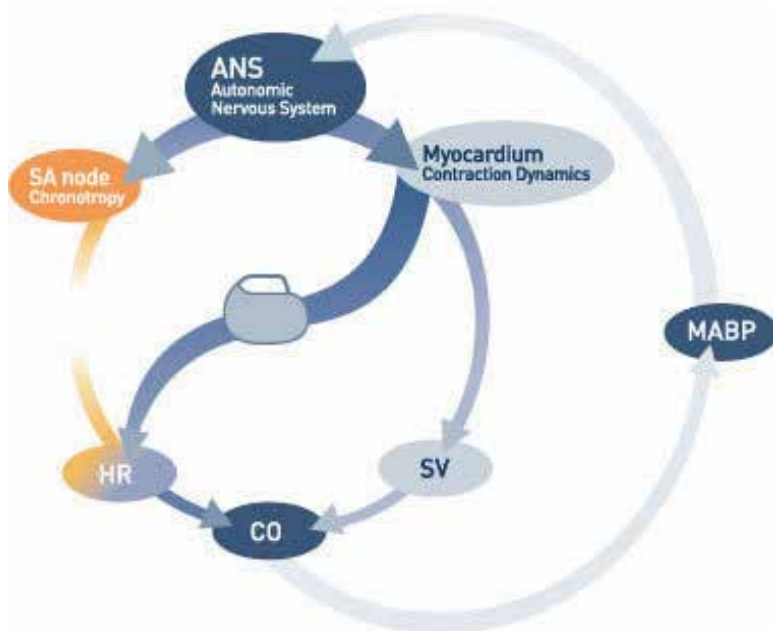 ANS
Autonomic
Nervous System
SA node
Chronotropy
Myocardium
Contraction Dynamics
MABP
HR
SV
CO